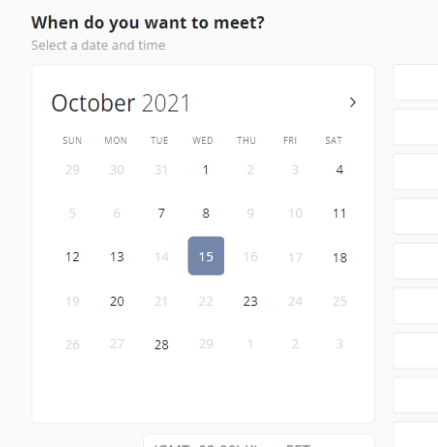 When do you want to meet?
Select a date and time
October 2021
SUN MON TUE WED THU FRI SAT
29 30 31 1 2 3 4
5 6 7 8 9 10 11
12 13 14 15 16 17 18
19 20 21 22 23 24 25
26 27 28 29 1 2 3